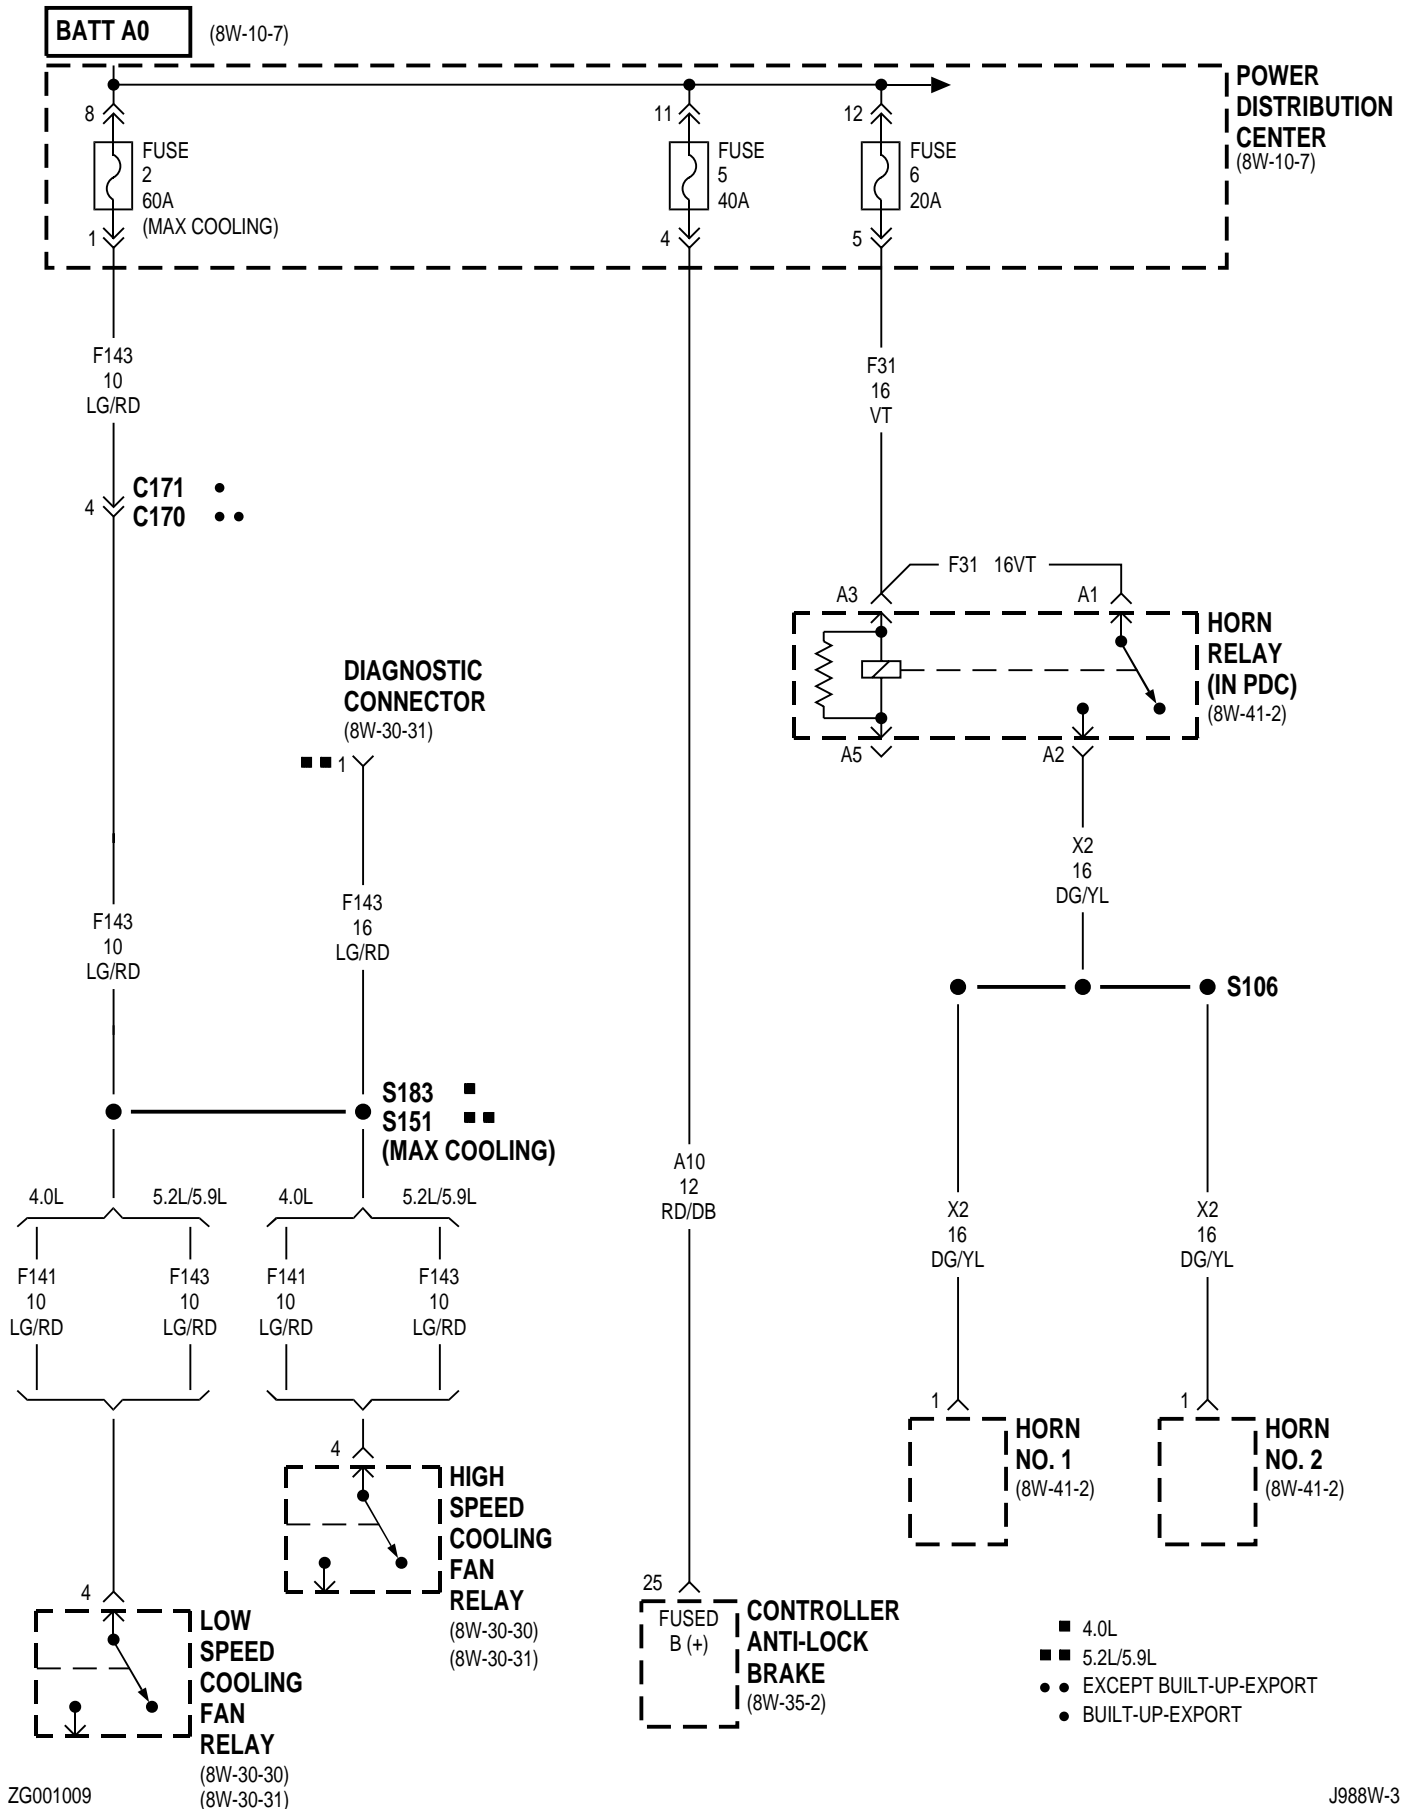 BATT A0 (8W-10-7)
POWER
DISTRIBUTION
CENTER
(8W-10-7)
8
FUSE
2
60A
(MAX COOLING)
1
11
FUSE
5
40A
4
12
FUSE
6
20A
5
F143
10
LG/RD
4
C171
C170
F143
10
LG/RD
DIAGNOSTIC
CONNECTOR
(8W-30-31)
1
F143
16
LG/RD
S183
S151
(MAX COOLING)
4.0L
5.2L/5.9L
F141
10
LG/RD
F143
10
LG/RD
4.0L
5.2L/5.9L
F141
10
LG/RD
F143
10
LG/RD
4
HIGH
SPEED
COOLING
FAN
RELAY
(8W-30-30)
(8W-30-31)
4
LOW
SPEED
COOLING
FAN
RELAY
(8W-30-30)
(8W-30-31)
A10
12
RD/DB
25
FUSED
B (+)
CONTROLLER
ANTI-LOCK
BRAKE
(8W-35-2)
F31
16
VT
F31 16VT
A3
A1
HORN
RELAY
(IN PDC)
(8W-41-2)
A5
A2
X2
16
DG/YL
S106
X2
16
DG/YL
X2
16
DG/YL
1
HORN
NO. 1
(8W-41-2)
1
HORN
NO. 2
(8W-41-2)
4.0L
5.2L/5.9L
EXCEPT BUILT-UP-EXPORT
BUILT-UP-EXPORT
ZG001009
J988W-3